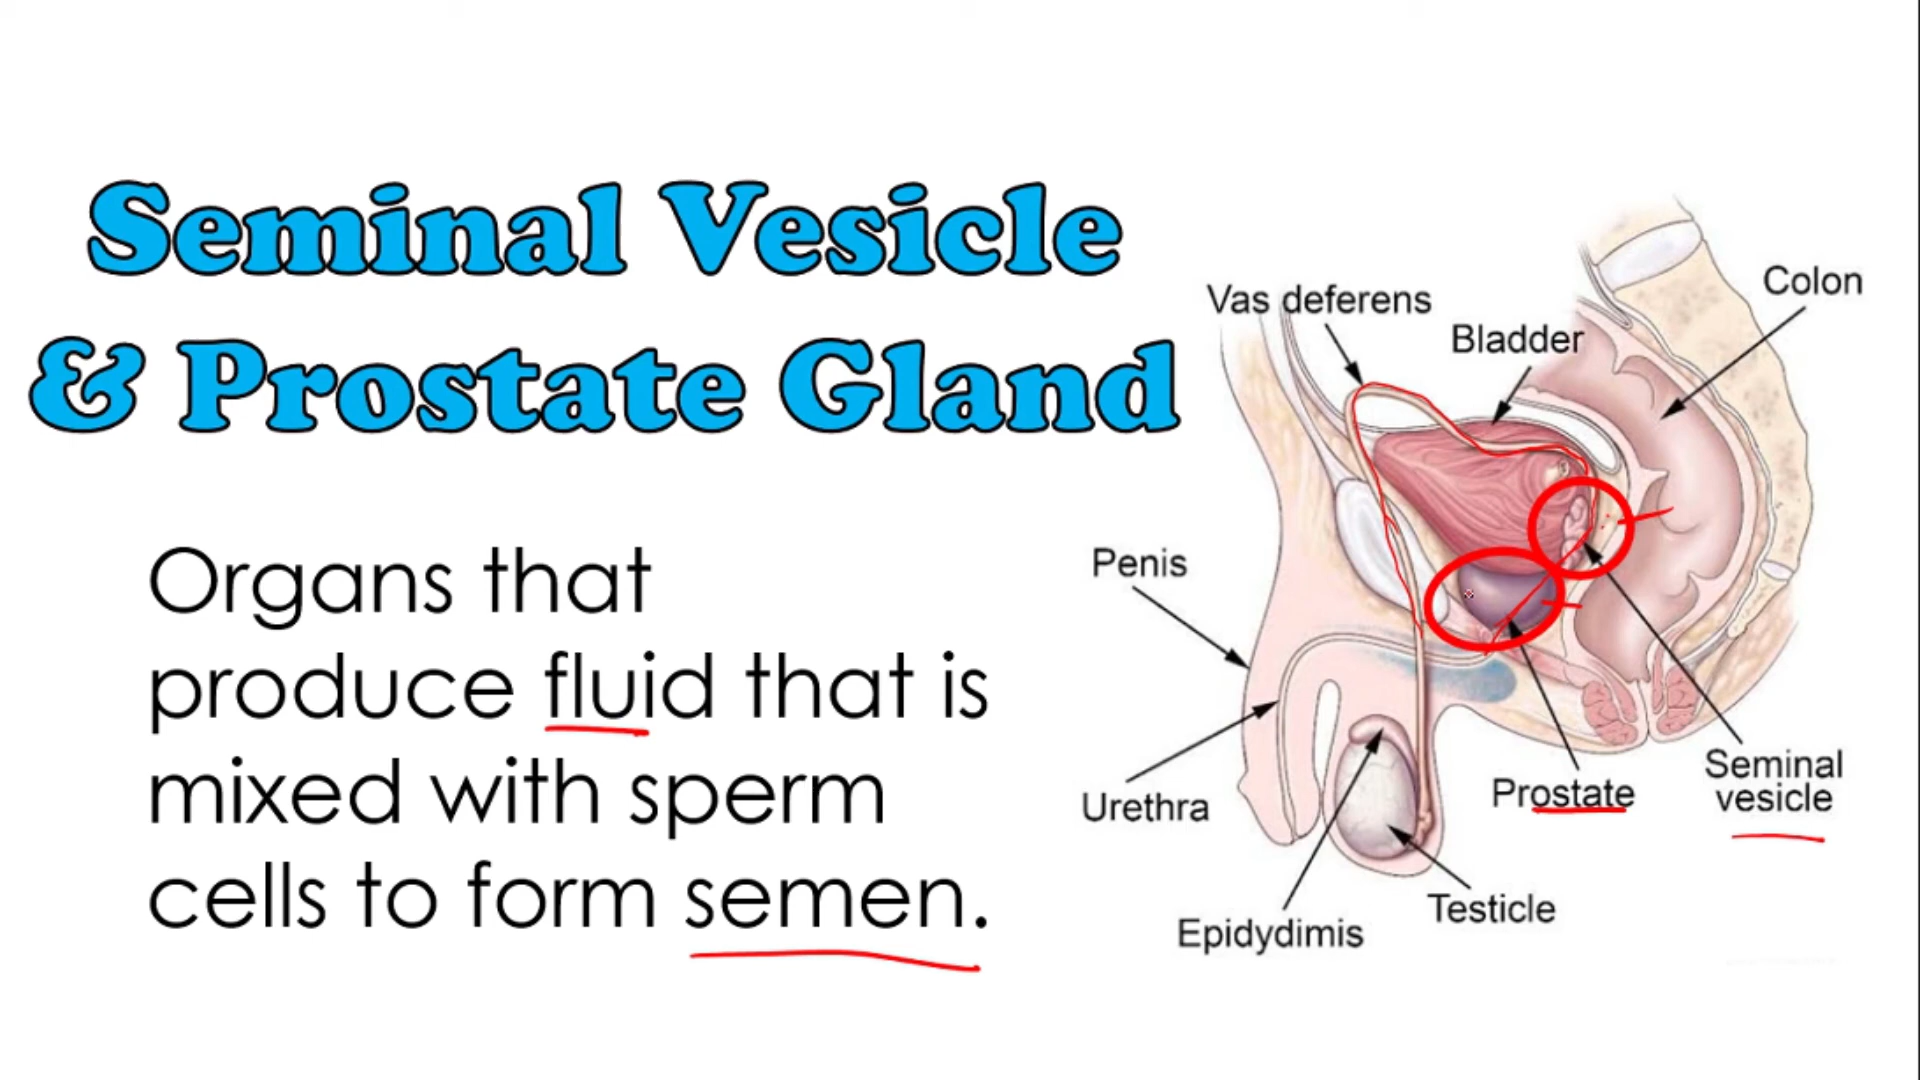 Seminal Vesicle
& Prostate Gland
Organs that
produce fluid that is
mixed with sperm
cells to form semen.
Colon
Vas deferens
Bladder
Penis
Urethra
Prostate
Seminal
vesicle
Testicle
Epidydimis